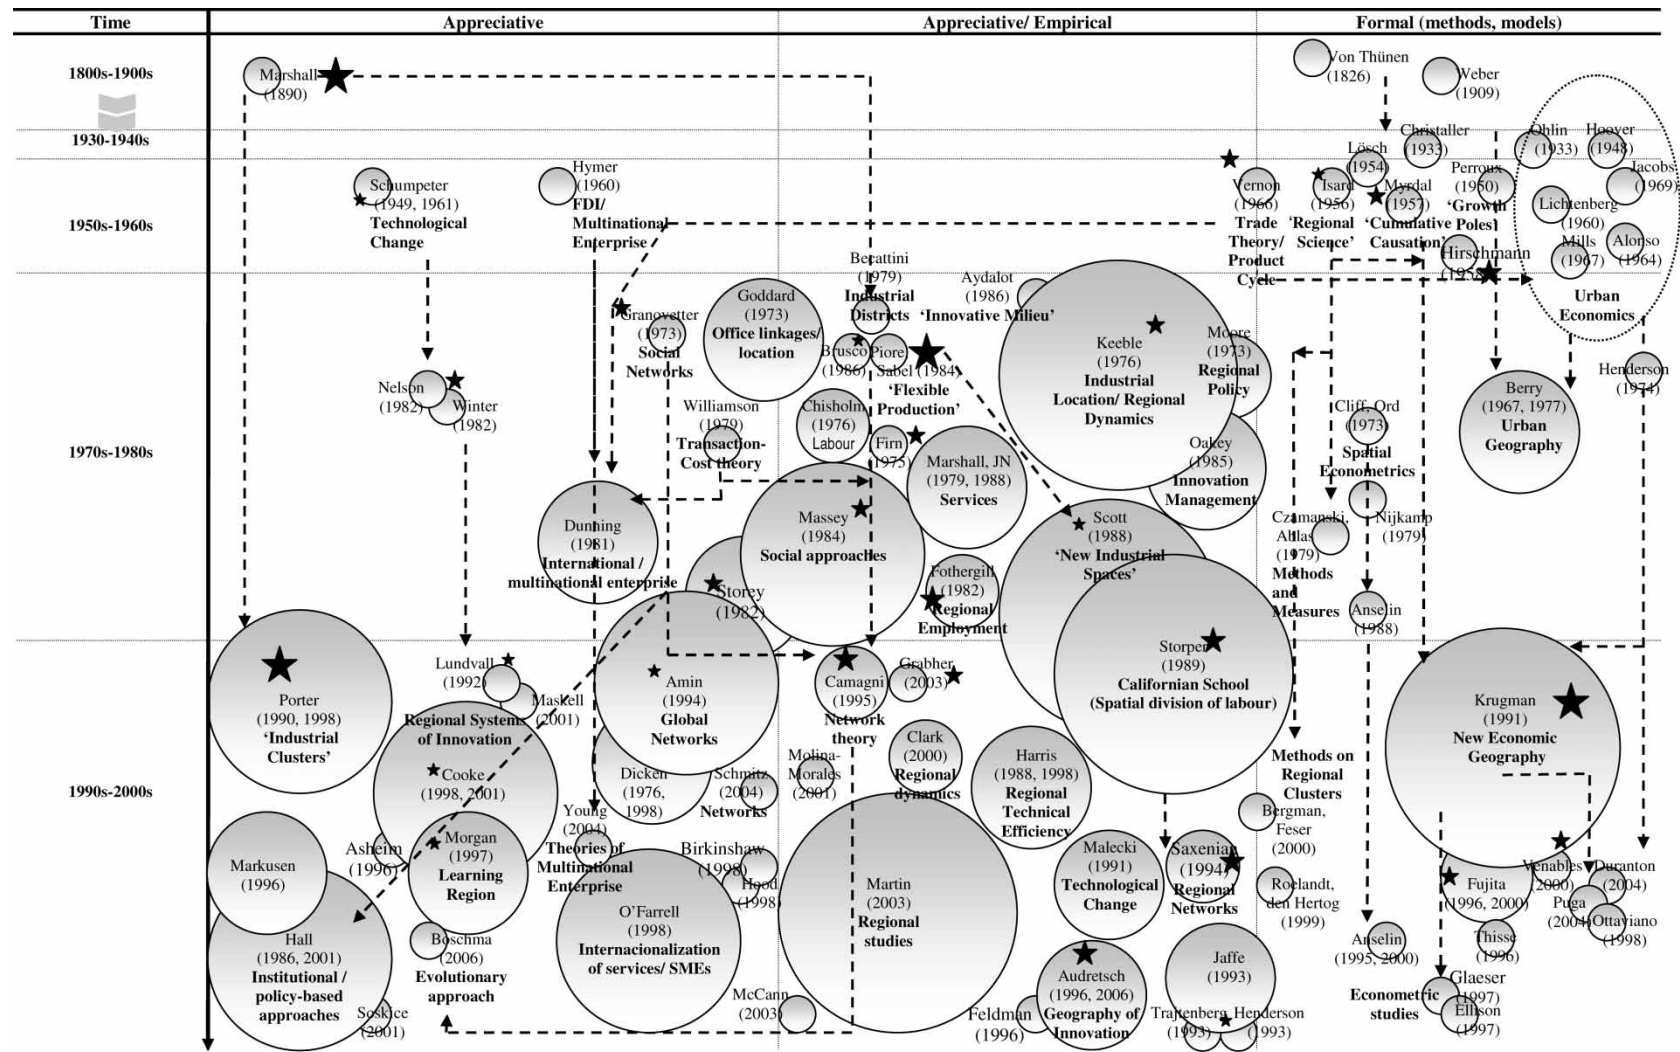 Time
Appreciative
Appreciative/ Empirical
Formal (methods, models)
1800s-1900s
Marshall
(1890)
Von Thünen
(1826)
Weber
(1909)
1930-1940s
Christaller
(1933)
Ohlin
(1933)
Hoover
(1948)
1950s-1960s
Schumpeter
(1949, 1961)
Technological
Change
Hymer
(1960)
FDI/
Multinational
Enterprise
Vernon
(1966)
Trade
Theory/
Product
Cycle
Isard
(1956)
'Regional
Science'
Lösch
(1954)
Myrdal
(1957)
'Cumulative
Causation'
Perroux
(1950)
'Growth
Poles'
Hirschmann
(1958)
Lichtenberg
(1960)
Jacobs
(1969)
Mills
(1967)
Alonso
(1964)
Urban
Economics
1970s-1980s
Nelson
(1982)
Winter
(1982)
Granovetter
(1973)
Social
Networks
Goddard
(1973)
Office linkages/
location
Becattini
(1979)
Industrial
Districts
Aydalot
(1986)
'Innovative Milieu'
Brusco
(1986)
Piore
Sabel (1984)
'Flexible
Production'
Keeble
(1976)
Industrial
Location/ Regional
Dynamics
Moore
(1973)
Regional
Policy
Williamson
(1979)
Transaction-
Cost theory
Chisholm
(1976)
Labour
Firn
(1975)
Marshall, JN
(1979, 1988)
Services
Oakey
(1985)
Innovation
Management
Cliff, Ord
(1973)
Spatial
Econometrics
Berry
(1967, 1977)
Urban
Geography
Henderson
(1974)
Dunning
(1981)
International /
multinational enterprise
Storey
(1982)
Massey
(1984)
Social approaches
Fothergill
(1982)
Regional
Employment
Scott
(1988)
'New Industrial
Spaces'
Czamanski,
Ablas
(1979)
Methods
and
Measures
Nijkamp
(1979)
Anselin
(1988)
1990s-2000s
Porter
(1990, 1998)
'Industrial
Clusters'
Lundvall
(1992)
Maskell
(2001)
Regional Systems
of Innovation
Cooke
(1998, 2001)
Amin
(1994)
Global
Networks
Camagni
(1995)
Network
theory
Grabher
(2003)
Storper
(1989)
Californian School
(Spatial division of labour)
Krugman
(1991)
New Economic
Geography
Dicken
(1976,
1998)
Schmitz
(2004)
Networks
Molina-
Morales
(2001)
Clark
(2000)
Regional
dynamics
Harris
(1988, 1998)
Regional
Technical
Efficiency
Methods on
Regional
Clusters
Bergman,
Feser
(2000)
Markusen
(1996)
Asheim
(1996)
Morgan
(1997)
Learning
Region
Young
(2004)
Theories of
Multinational
Enterprise
Birkinshaw
(1998)
Hood
(1998)
Martin
(2003)
Regional
studies
Malecki
(1991)
Technological
Change
Saxenian
(1994)
Regional
Networks
Roelandt,
den Hertog
(1999)
Fujita
(1996, 2000)
Venables
(2000)
Duranton
(2004)
Puga
(2004)
Ottaviano
(1998)
Hall
(1986, 2001)
Institutional /
policy-based
approaches
Soskice
(2001)
Boschma
(2006)
Evolutionary
approach
O'Farrell
(1998)
Internacionalization
of services/ SMEs
McCann
(2003)
Feldman
(1996)
Audretsch
(1996, 2006)
Geography of
Innovation
Jaffe
(1993)
Trajtenberg
(1993)
Henderson
(1993)
Anselin
(1995, 2000)
Thisse
(1996)
Econometric
studies
Glaeser
(1997)
Ellison
(1997)